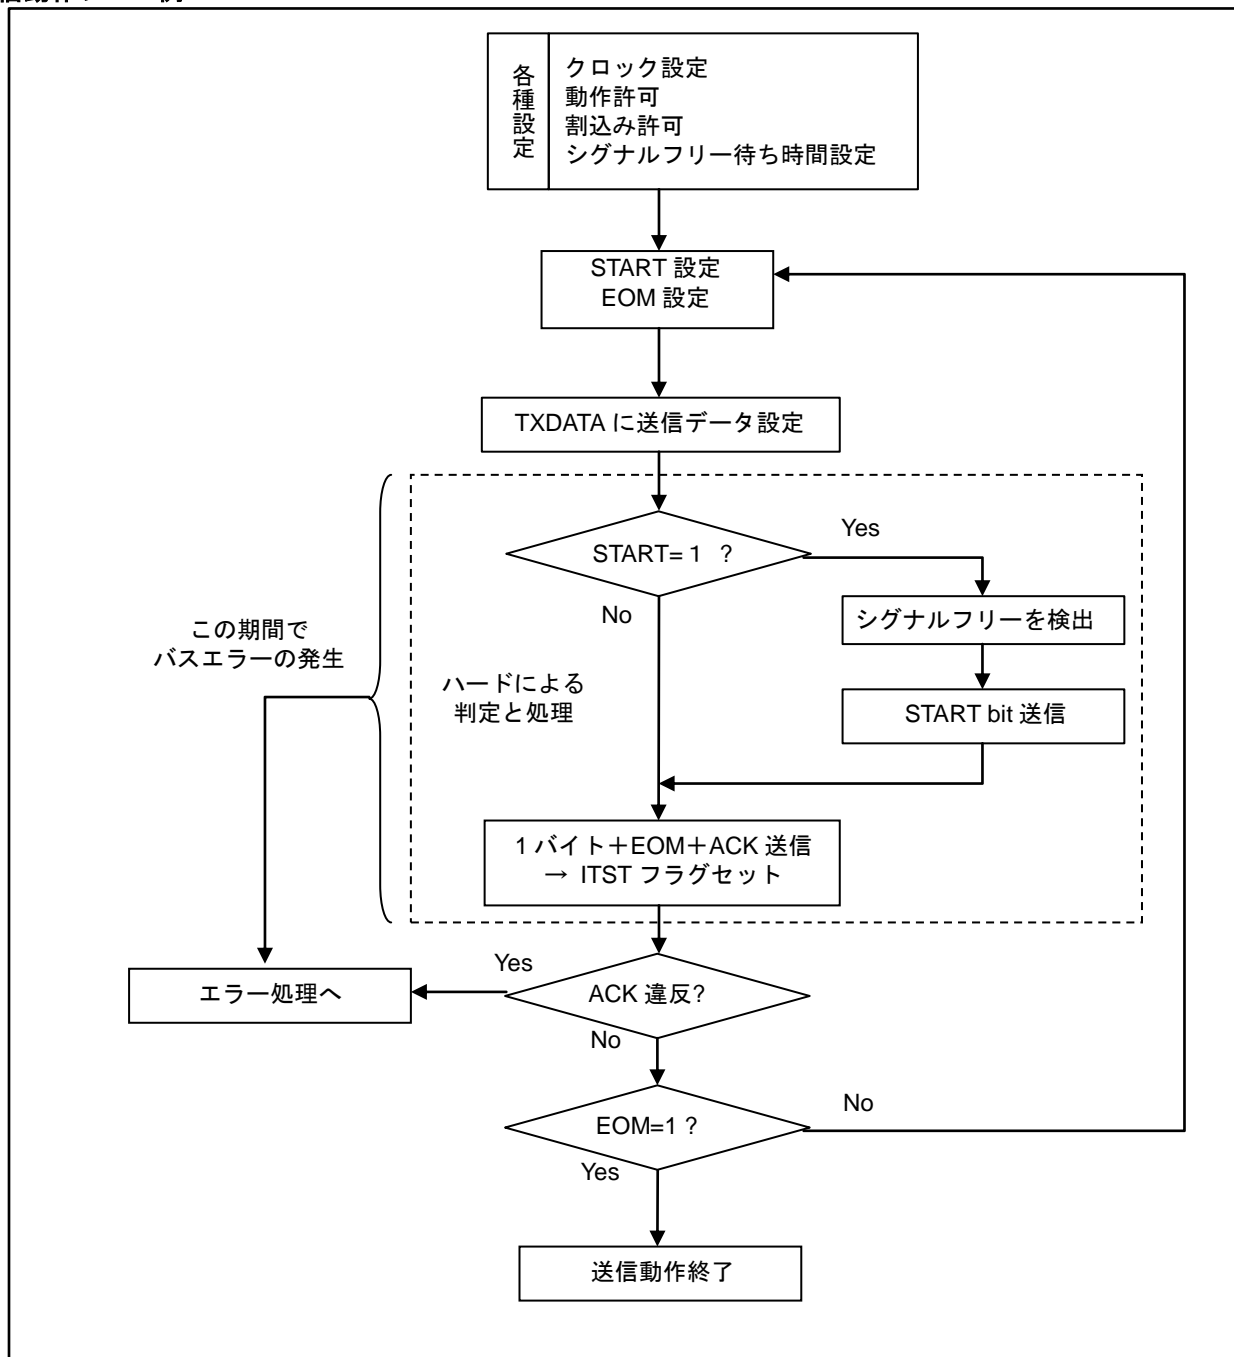 各種設定
クロック設定
動作許可
割込み許可
シグナルフリー待ち時間設定
START 設定
EOM 設定
TXDATA に送信データ設定
START= 1 ?
Yes
No
シグナルフリーを検出
この期間で
バスエラーの発生
ハードによる
判定と処理
START bit 送信
1 バイト+EOM+ACK 送信
→ ITST フラグセット
Yes
エラー処理へ
ACK 違反?
No
EOM=1 ?
No
Yes
送信動作終了